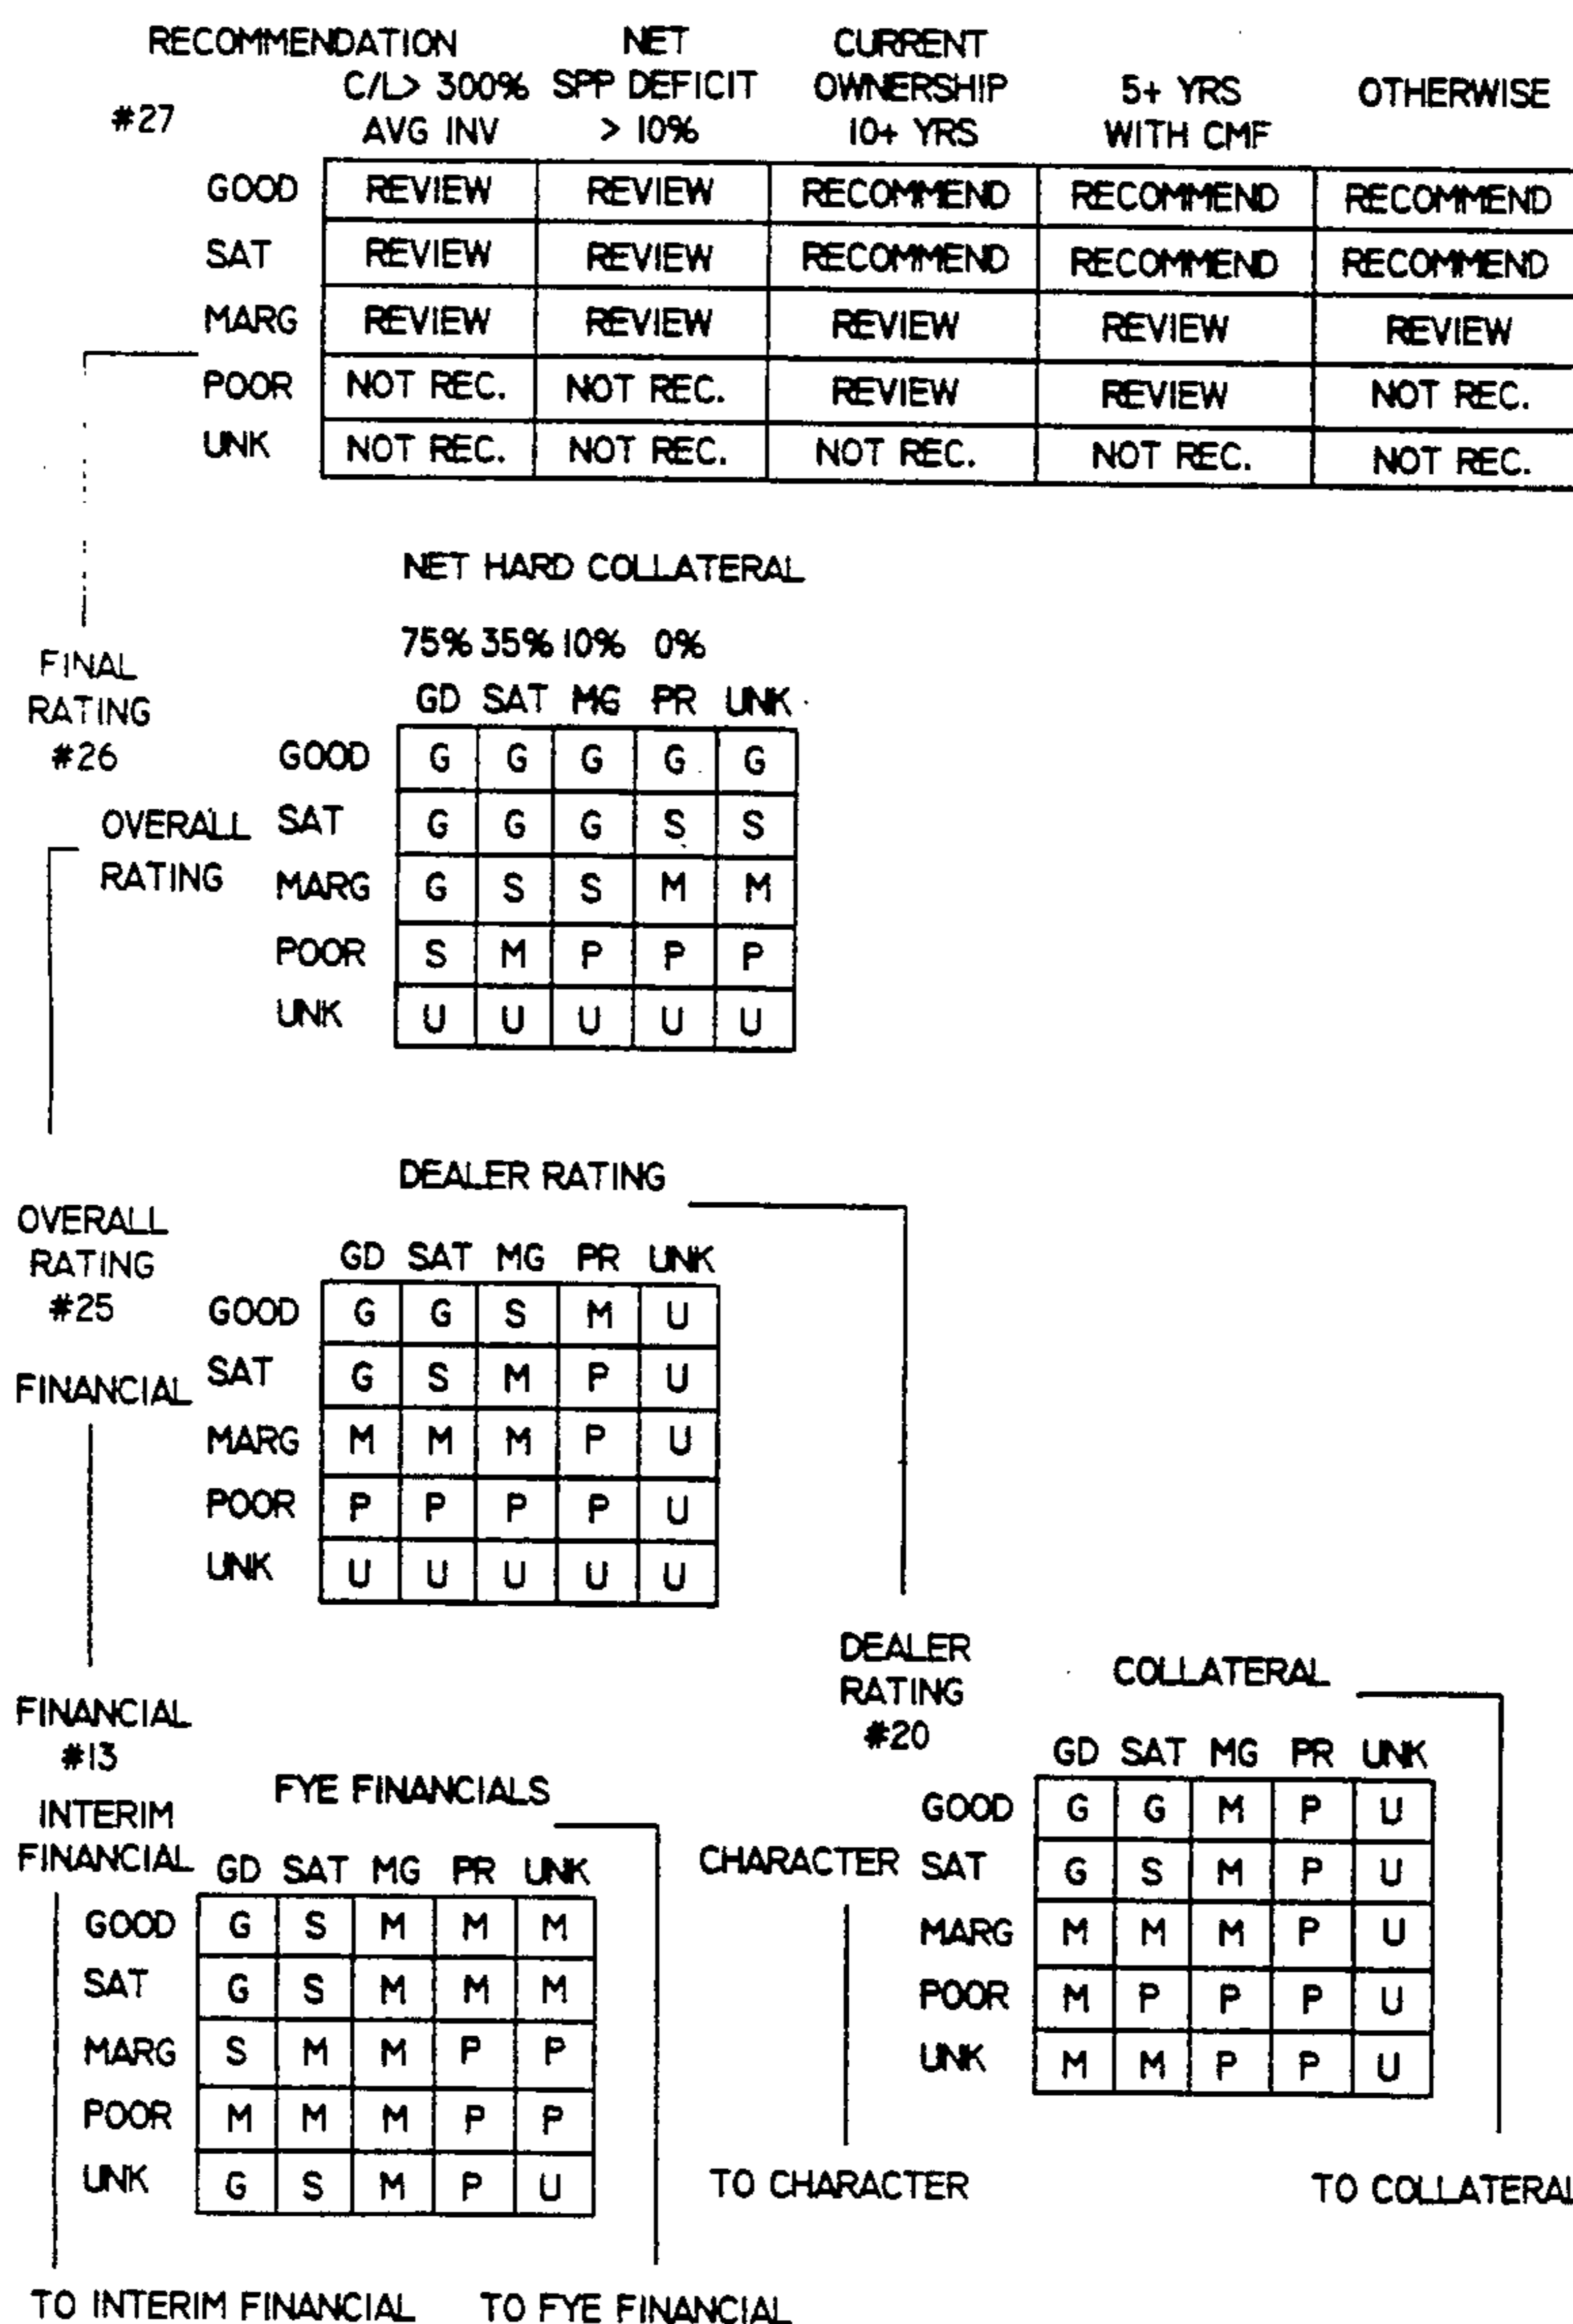 RECOMMENDATION NET CURRENT
C/L> 300% SPP DEFICIT OWNERSHIP 5+ YRS OTHERWISE
#27 AVG INV > 10% 10+ YRS WITH CMF
GOOD REVIEW REVIEW RECOMMEND RECOMMEND RECOMMEND
SAT REVIEW REVIEW RECOMMEND RECOMMEND RECOMMEND
MARG REVIEW REVIEW REVIEW REVIEW REVIEW
POOR NOT REC. NOT REC. REVIEW REVIEW NOT REC.
UNK NOT REC. NOT REC. NOT REC. NOT REC. NOT REC.
NET HARD COLLATERAL
75% 35% 10% 0%
FINAL
RATING
#26
GD SAT MG PR UNK
GOOD G G G G G
OVERALL
RATING
SAT G G G S S
MARG G S S M M
POOR S M P P P
UNK U U U U U
DEALER RATING
OVERALL
RATING
#25
GD SAT MG PR UNK
GOOD G G S M U
FINANCIAL
SAT G S M P U
MARG M M M P U
POOR P P P P U
UNK U U U U U
DEALER
RATING
#20
COLLATERAL
GD SAT MG PR UNK
GOOD G G M P U
CHARACTER
SAT G S M P U
MARG M M M P U
POOR M P P P U
UNK M M P P U
TO CHARACTER TO COLLATERAL
FINANCIAL
#13
INTERIM
FINANCIAL
FYE FINANCIALS
GD SAT MG PR UNK
GOOD G S M M M
SAT G S M M M
MARG S M M P P
POOR M M M P P
UNK G S M P U
TO INTERIM FINANCIAL TO FYE FINANCIAL